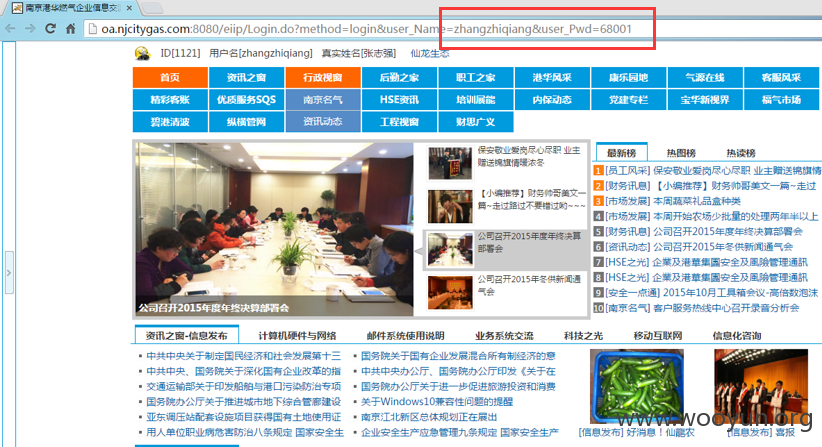 南京港华燃气企业信息交
oa.njcitygas.com:8080/eiip/Login.do?method=login&user_Name=zhangzhiqiang&user_Pwd=68001
ID[1121] 用户名[zhangzhiqiang] 真实姓名[张志强] 仙龙生态
首页 资讯之窗 行政视窗 后勤之家 职工之家 港华风采 康乐园地 气源在线 客服风采
精彩客账 优质服务SQS 南京名气 HSE资讯 培训展能 内保动态 党建专栏 宝华新视界 福气市场
碧港清波 纵横管网 资讯动态 工程视窗 财思广义
保安敬业爱岗尽心尽职 业主
赠送锦旗情暖浓冬
【小编推荐】财务帅哥美文一
篇~走过路过不要错过哟~~~
公司召开2015年度年终决算
部署会
公司召开2015年冬供新闻通
气会
公司召开2015年度年终决算部署会
最新榜 热图榜 热读榜
1 [员工风采] 保安敬业爱岗尽心尽职 业主赠送锦旗情
2 [财务讯息] 【小编推荐】财务帅哥美文一篇~走过
3 [市场发展] 本周蔬菜礼品盒种类
4 [市场发展] 本周开始农场少批量的处理两年半以上
5 [财务讯息] 公司召开2015年度年终决算部署会
6 [资讯动态] 公司召开2015年冬供新闻通气会
7 [HSE之光] 企業及港華集團安全及風險管理通訊
8 [HSE之光] 企業及港華集團安全及風險管理通訊
9 [安全一点通] 2015年10月工具箱会议-高倍数泡沫
10 [南京名气] 客户服务热线中心召开录音分析会
资讯之窗-信息发布 计算机硬件与网络 邮件系统使用说明 业务系统交流 科技之光 移动互联网 信息化咨询
中共中央关于制定国民经济和社会发展第十三
中共中央、国务院关于深化国有企业改革的指
交通运输部关于印发船舶与港口污染防治专项
国务院办公厅关于推进城市地下综合管廊建设
亚东调压站配套设施项目获得国有土地使用证
用人单位职业病危害防治八条规定 国家安全生
国务院关于国有企业发展混合所有制经济的意
中共中央办公厅、国务院办公厅印发《关于在
国务院办公厅关于进一步促进旅游投资和消费
关于Windows10兼容性问题的提醒
南京江北新区总体规划正在展出
企业安全生产应急管理九条规定 国家安全生产
[信息发布] 好消息！仙龍农
[信息发布] 喜报
www.wooyun.org